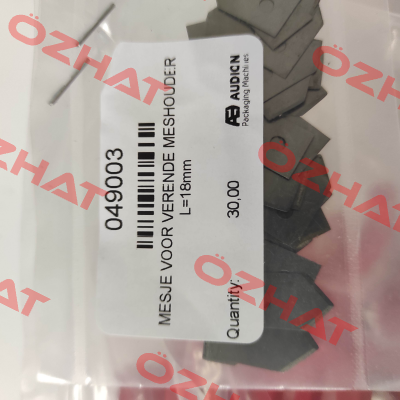 049003
MESJE VOOR VERENDE MESHOUDER
L=18mm
Quantity: 30,00
AUDION
Packaging Machines
ÖZHAT
ÖZHAT
ÖZHAT
ÖZHAT
ÖZHAT
ÖZHAT